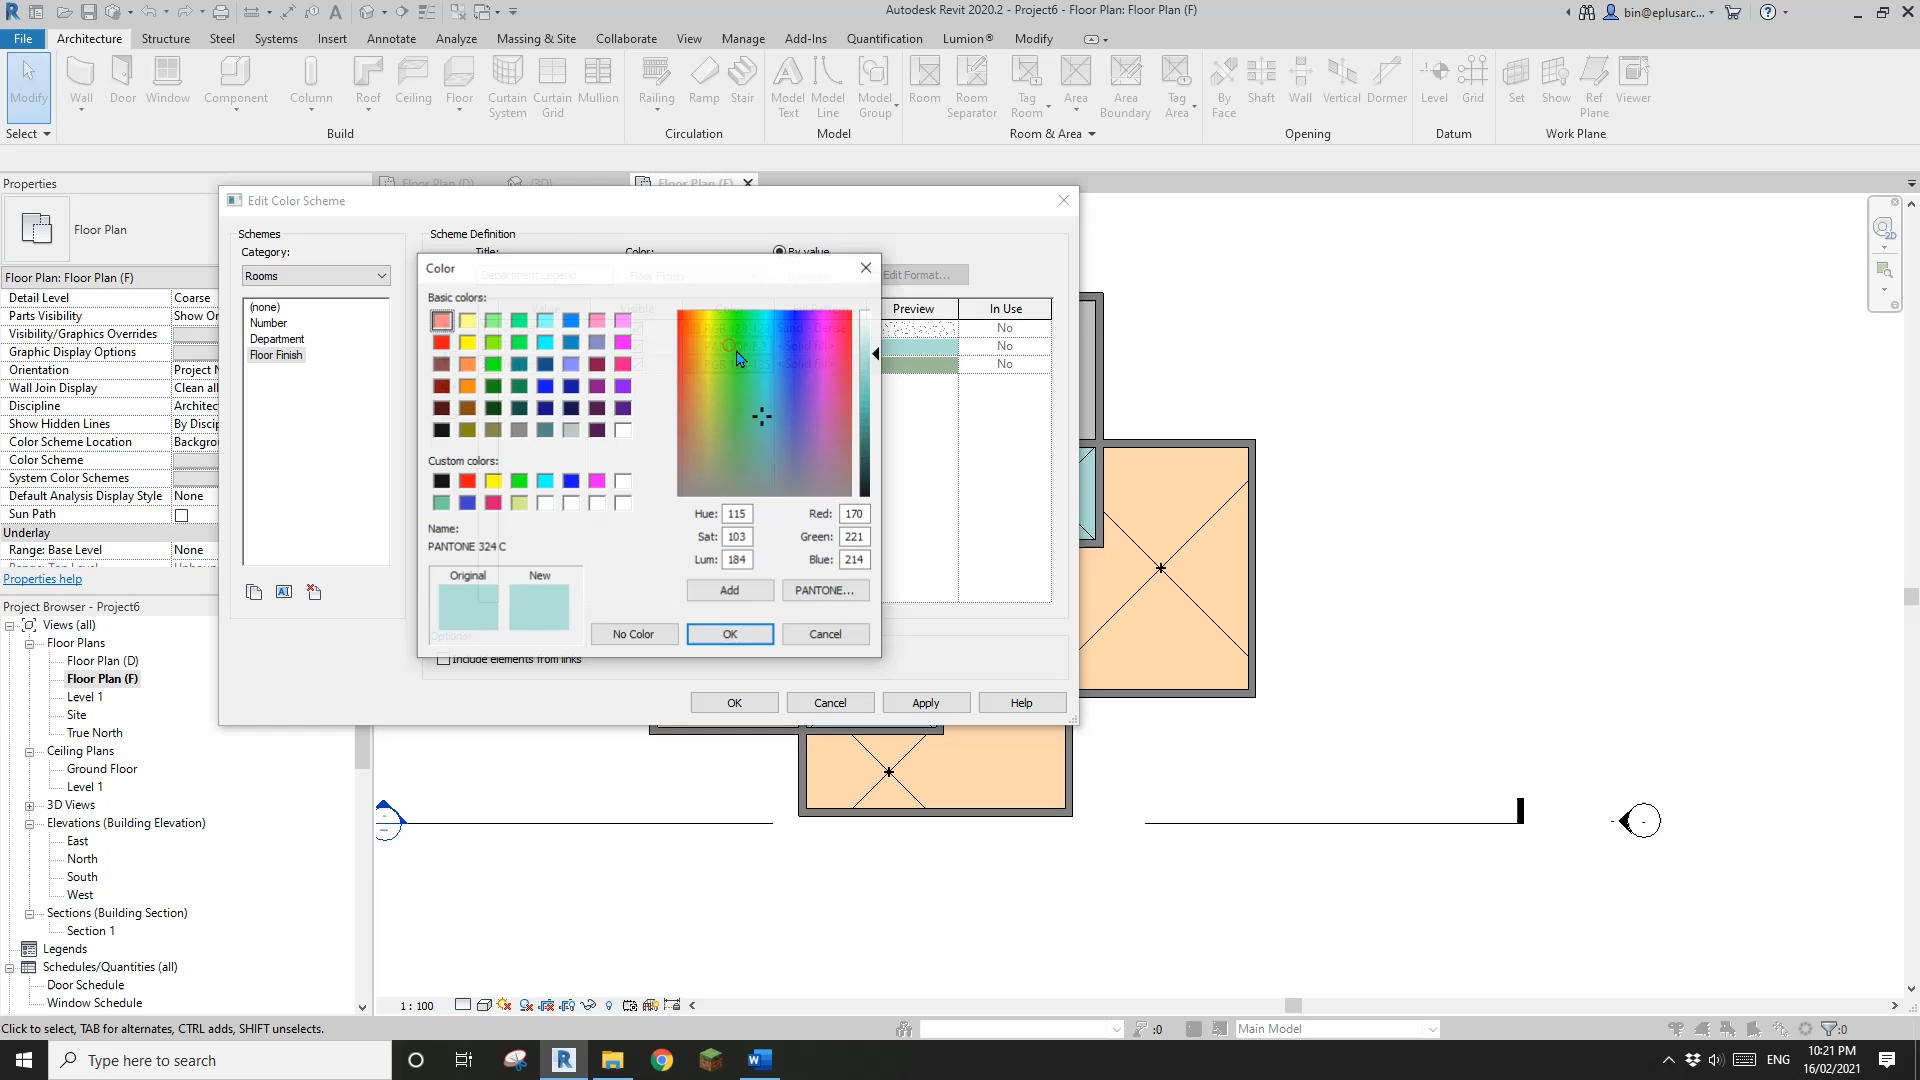 Autodesk Revit 2020.2 - Project6 - Floor Plan: Floor Plan (F)
bin@eplusarc...
File Architecture Structure Steel Systems Insert Annotate Analyze Massing & Site Collaborate View Manage Add-Ins Quantification Lumion® Modify
Modify Wall Door Window Component Column Roof Ceiling Floor Curtain System Curtain Grid Mullion Railing Ramp Stair Model Text Model Line Model Group Room Room Separator Tag Room Area Area Boundary Tag Area By Face Shaft Wall Vertical Dormer Level Grid Set Show Ref Plane Viewer
Select Build Circulation Model Room & Area Opening Datum Work Plane
Properties
Floor Plan (D) {3D} Floor Plan (F)
Floor Plan
Floor Plan: Floor Plan (F)
Detail Level Coarse
Parts Visibility Show Or
Visibility/Graphics Overrides
Graphic Display Options
Orientation Project N
Wall Join Display Clean all
Discipline Architect
Show Hidden Lines By Discip
Color Scheme Location Backgrou
Color Scheme
System Color Schemes
Default Analysis Display Style None
Sun Path
Underlay
Range: Base Level None
Properties help
Project Browser - Project6
Views (all)
Floor Plans
Floor Plan (D)
Floor Plan (F)
Level 1
Site
True North
Ceiling Plans
Ground Floor
Level 1
3D Views
Elevations (Building Elevation)
East
North
South
West
Sections (Building Section)
Section 1
Legends
Schedules/Quantities (all)
Door Schedule
Window Schedule
Edit Color Scheme
Schemes
Category:
Rooms
(none)
Number
Department
Floor Finish
Scheme Definition
Title: Color: By value
Edit Format...
Preview In Use
No
No
No
Include elements from links
OK Cancel Apply Help
Color
Basic colors:
Custom colors:
Name:
PANTONE 324 C
Original New
Hue: 115 Red: 170
Sat: 103 Green: 221
Lum: 184 Blue: 214
Add PANTONE...
No Color OK Cancel
1 : 100
Click to select, TAB for alternates, CTRL adds, SHIFT unselects.
:0 Main Model :0
Type here to search
ENG
10:21 PM
16/02/2021